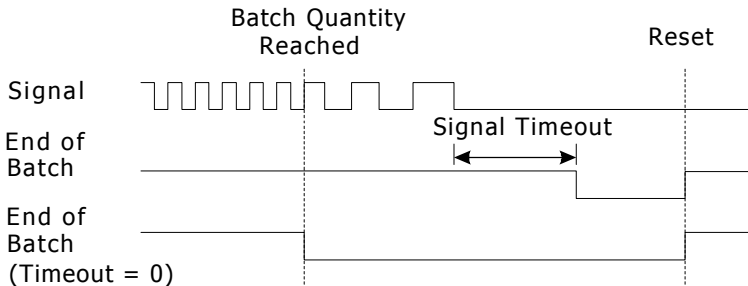 Batch Quantity
Reached
Reset
Signal
Signal Timeout
End of
Batch
End of
Batch
(Timeout = 0)